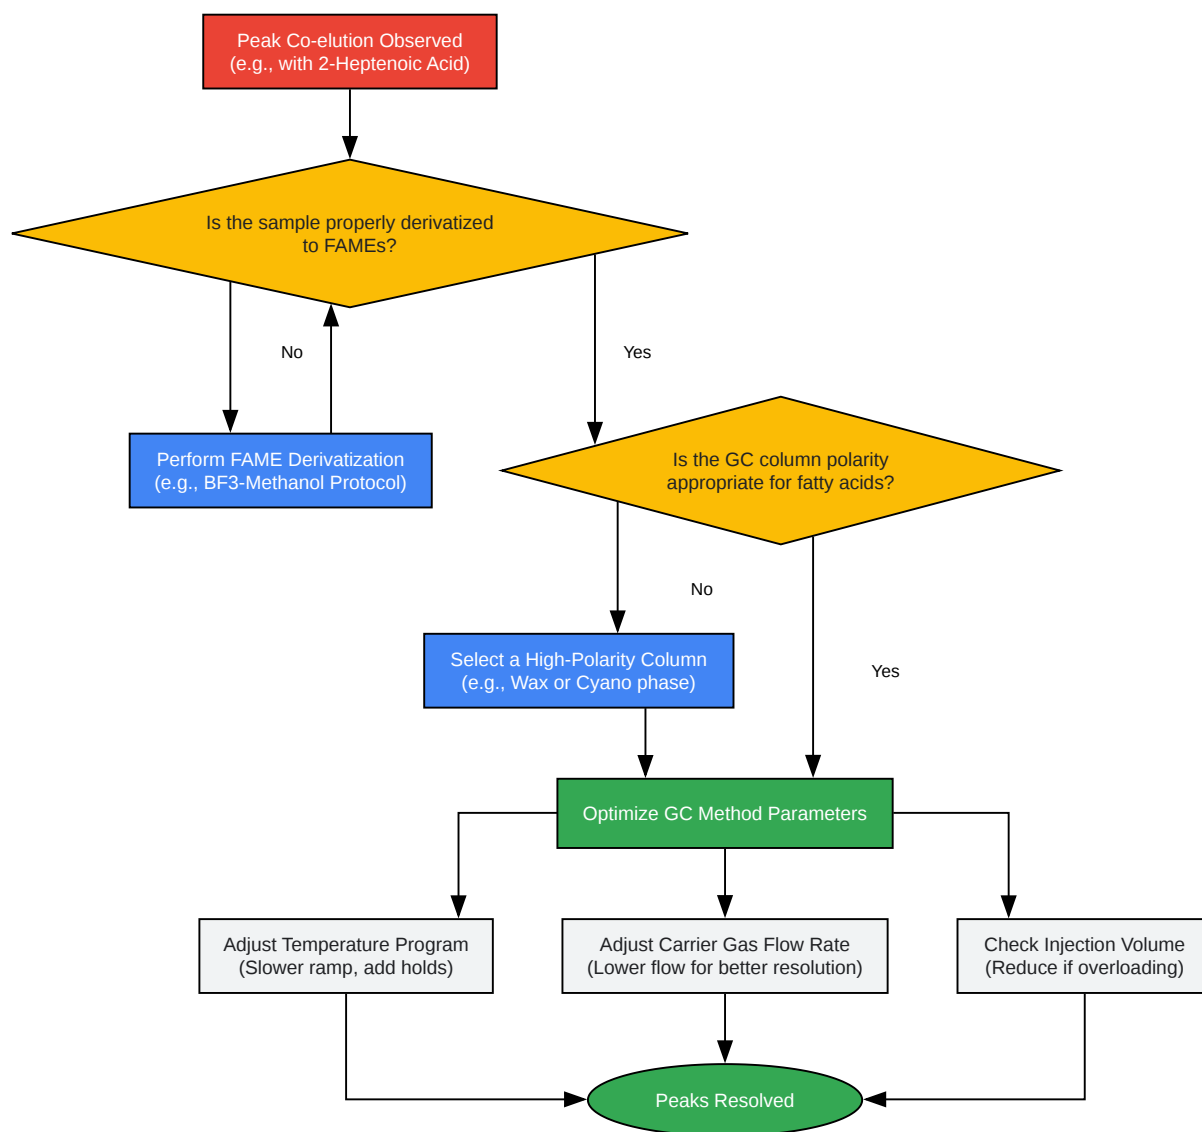 Peak Co-elution Observed
(e.g., with 2-Heptenoic Acid)
Is the sample properly derivatized
to FAMEs?
No
Yes
Perform FAME Derivatization
(e.g., BF3-Methanol Protocol)
Is the GC column polarity
appropriate for fatty acids?
No
Select a High-Polarity Column
(e.g., Wax or Cyano phase)
Yes
Optimize GC Method Parameters
Adjust Temperature Program
(Slower ramp, add holds)
Adjust Carrier Gas Flow Rate
(Lower flow for better resolution)
Check Injection Volume
(Reduce if overloading)
Peaks Resolved